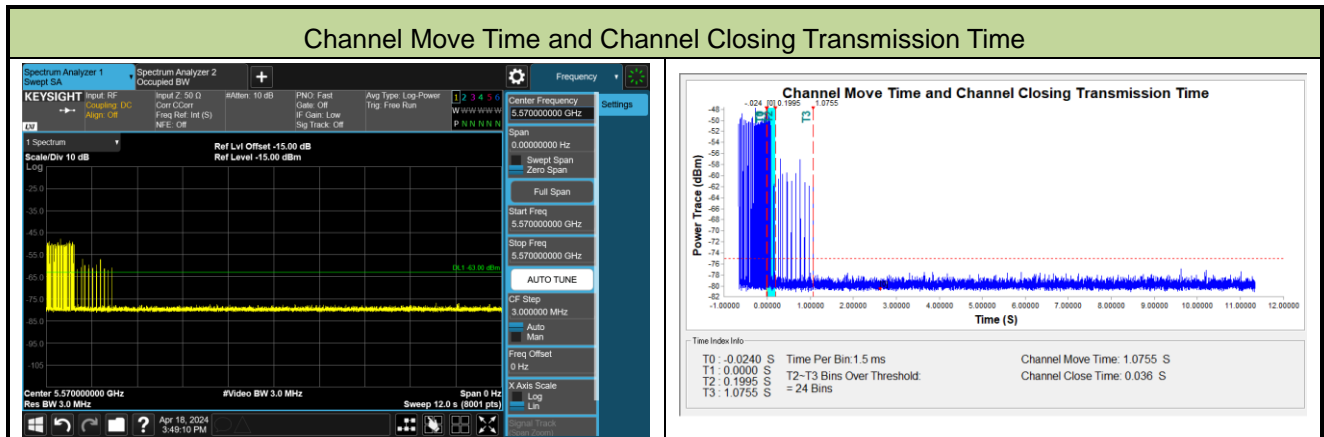 Channel Move Time and Channel Closing Transmission Time
Spectrum Analyzer 1
Swept SA
Spectrum Analyzer 2
Occupied BW
+
Frequency
KEYSIGHT
Input: RF
Coupling: DC
Align: Off
Input Z: 50 Ω
Corr CCorr
Freq Ref: Int (S)
NFE: Off
#Atten: 10 dB
PNO: Fast
Gate: Off
IF Gain: Low
Sig Track: Off
Avg Type: Log-Power
Trig: Free Run
1 2 3 4 5 6
W W W W W W
P N N N N N
LXI
1 Spectrum
Scale/Div 10 dB
Ref Lvl Offset -15.00 dB
Ref Level -15.00 dBm
Log
-25.0
-35.0
-45.0
-55.0
-65.0
-75.0
-85.0
-95.0
-105
DL1 -63.00 dBm
Center 5.570000000 GHz
Res BW 3.0 MHz
#Video BW 3.0 MHz
Span 0 Hz
Sweep 12.0 s (8001 pts)
Center Frequency
5.570000000 GHz
Settings
Span
0.00000000 Hz
Swept Span
Zero Span
Full Span
Start Freq
5.570000000 GHz
Stop Freq
5.570000000 GHz
AUTO TUNE
CF Step
3.000000 MHz
Auto
Man
Freq Offset
0 Hz
X Axis Scale
Log
Lin
Signal Track
(Span Zoom)
?
Apr 18, 2024
3:49:10 PM
Channel Move Time and Channel Closing Transmission Time
-.024 [0] 0.1995 1.0755
T0
T3
Power Trace (dBm)
-48
-50
-52
-54
-56
-58
-60
-62
-64
-66
-68
-70
-72
-74
-76
-78
-80
-82
-1.00000 0.00000 1.00000 2.00000 3.00000 4.00000 5.00000 6.00000 7.00000 8.00000 9.00000 10.00000 11.00000 12.00000
Time (S)
Time Index Info
T0 : -0.0240 S
T1 : 0.0000 S
T2 : 0.1995 S
T3 : 1.0755 S
Time Per Bin:1.5 ms
T2~T3 Bins Over Threshold:
= 24 Bins
Channel Move Time: 1.0755 S
Channel Close Time: 0.036 S